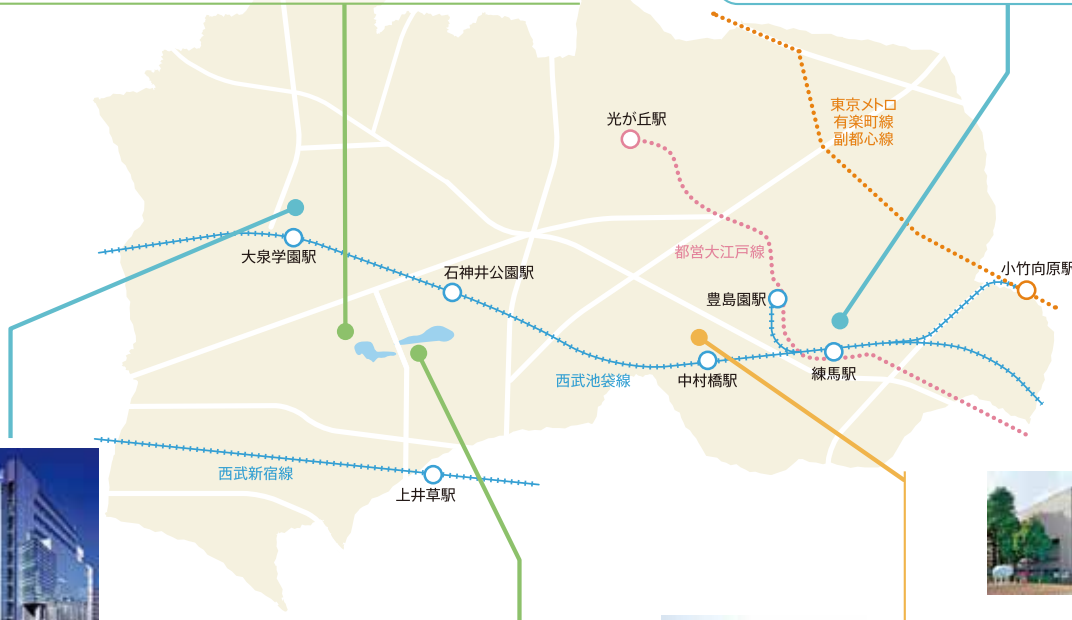 東京メトロ
有楽町線
副都心線
光が丘駅
都営大江戸線
大泉学園駅
石神井公園駅
小竹向原駅
豊島園駅
西武池袋線
中村橋駅
練馬駅
西武新宿線
上井草駅